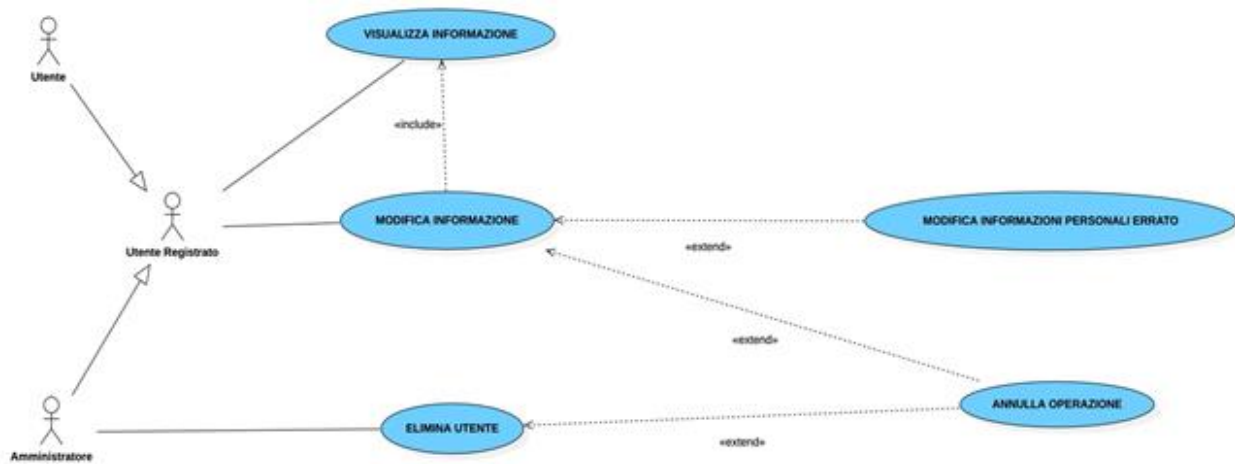 VISUALIZZA INFORMAZIONE
Utente
«include»
MODIFICA INFORMAZIONE
MODIFICA INFORMAZIONI PERSONALI ERRATO
Utente Registrato
«extend»
«extend»
ANNULLA OPERAZIONE
ELIMINA UTENTE
«extend»
Amministratore